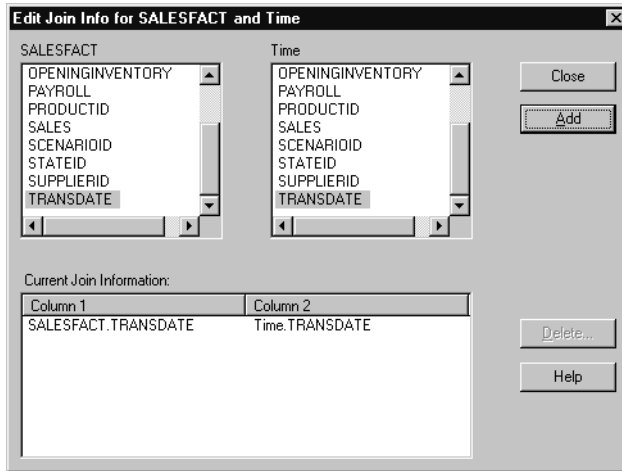 Edit Join Info for SALESFACT and Time
SALESFACT
OPENINGINVENTORY
PAYROLL
PRODUCTID
SALES
SCENARIOID
STATEID
SUPPLIERID
TRANSDATE
Time
OPENINGINVENTORY
PAYROLL
PRODUCTID
SALES
SCENARIOID
STATEID
SUPPLIERID
TRANSDATE
Close
Add
Current Join Information:
Column 1 Column 2
SALESFACT.TRANSDATE Time.TRANSDATE
Delete...
Help